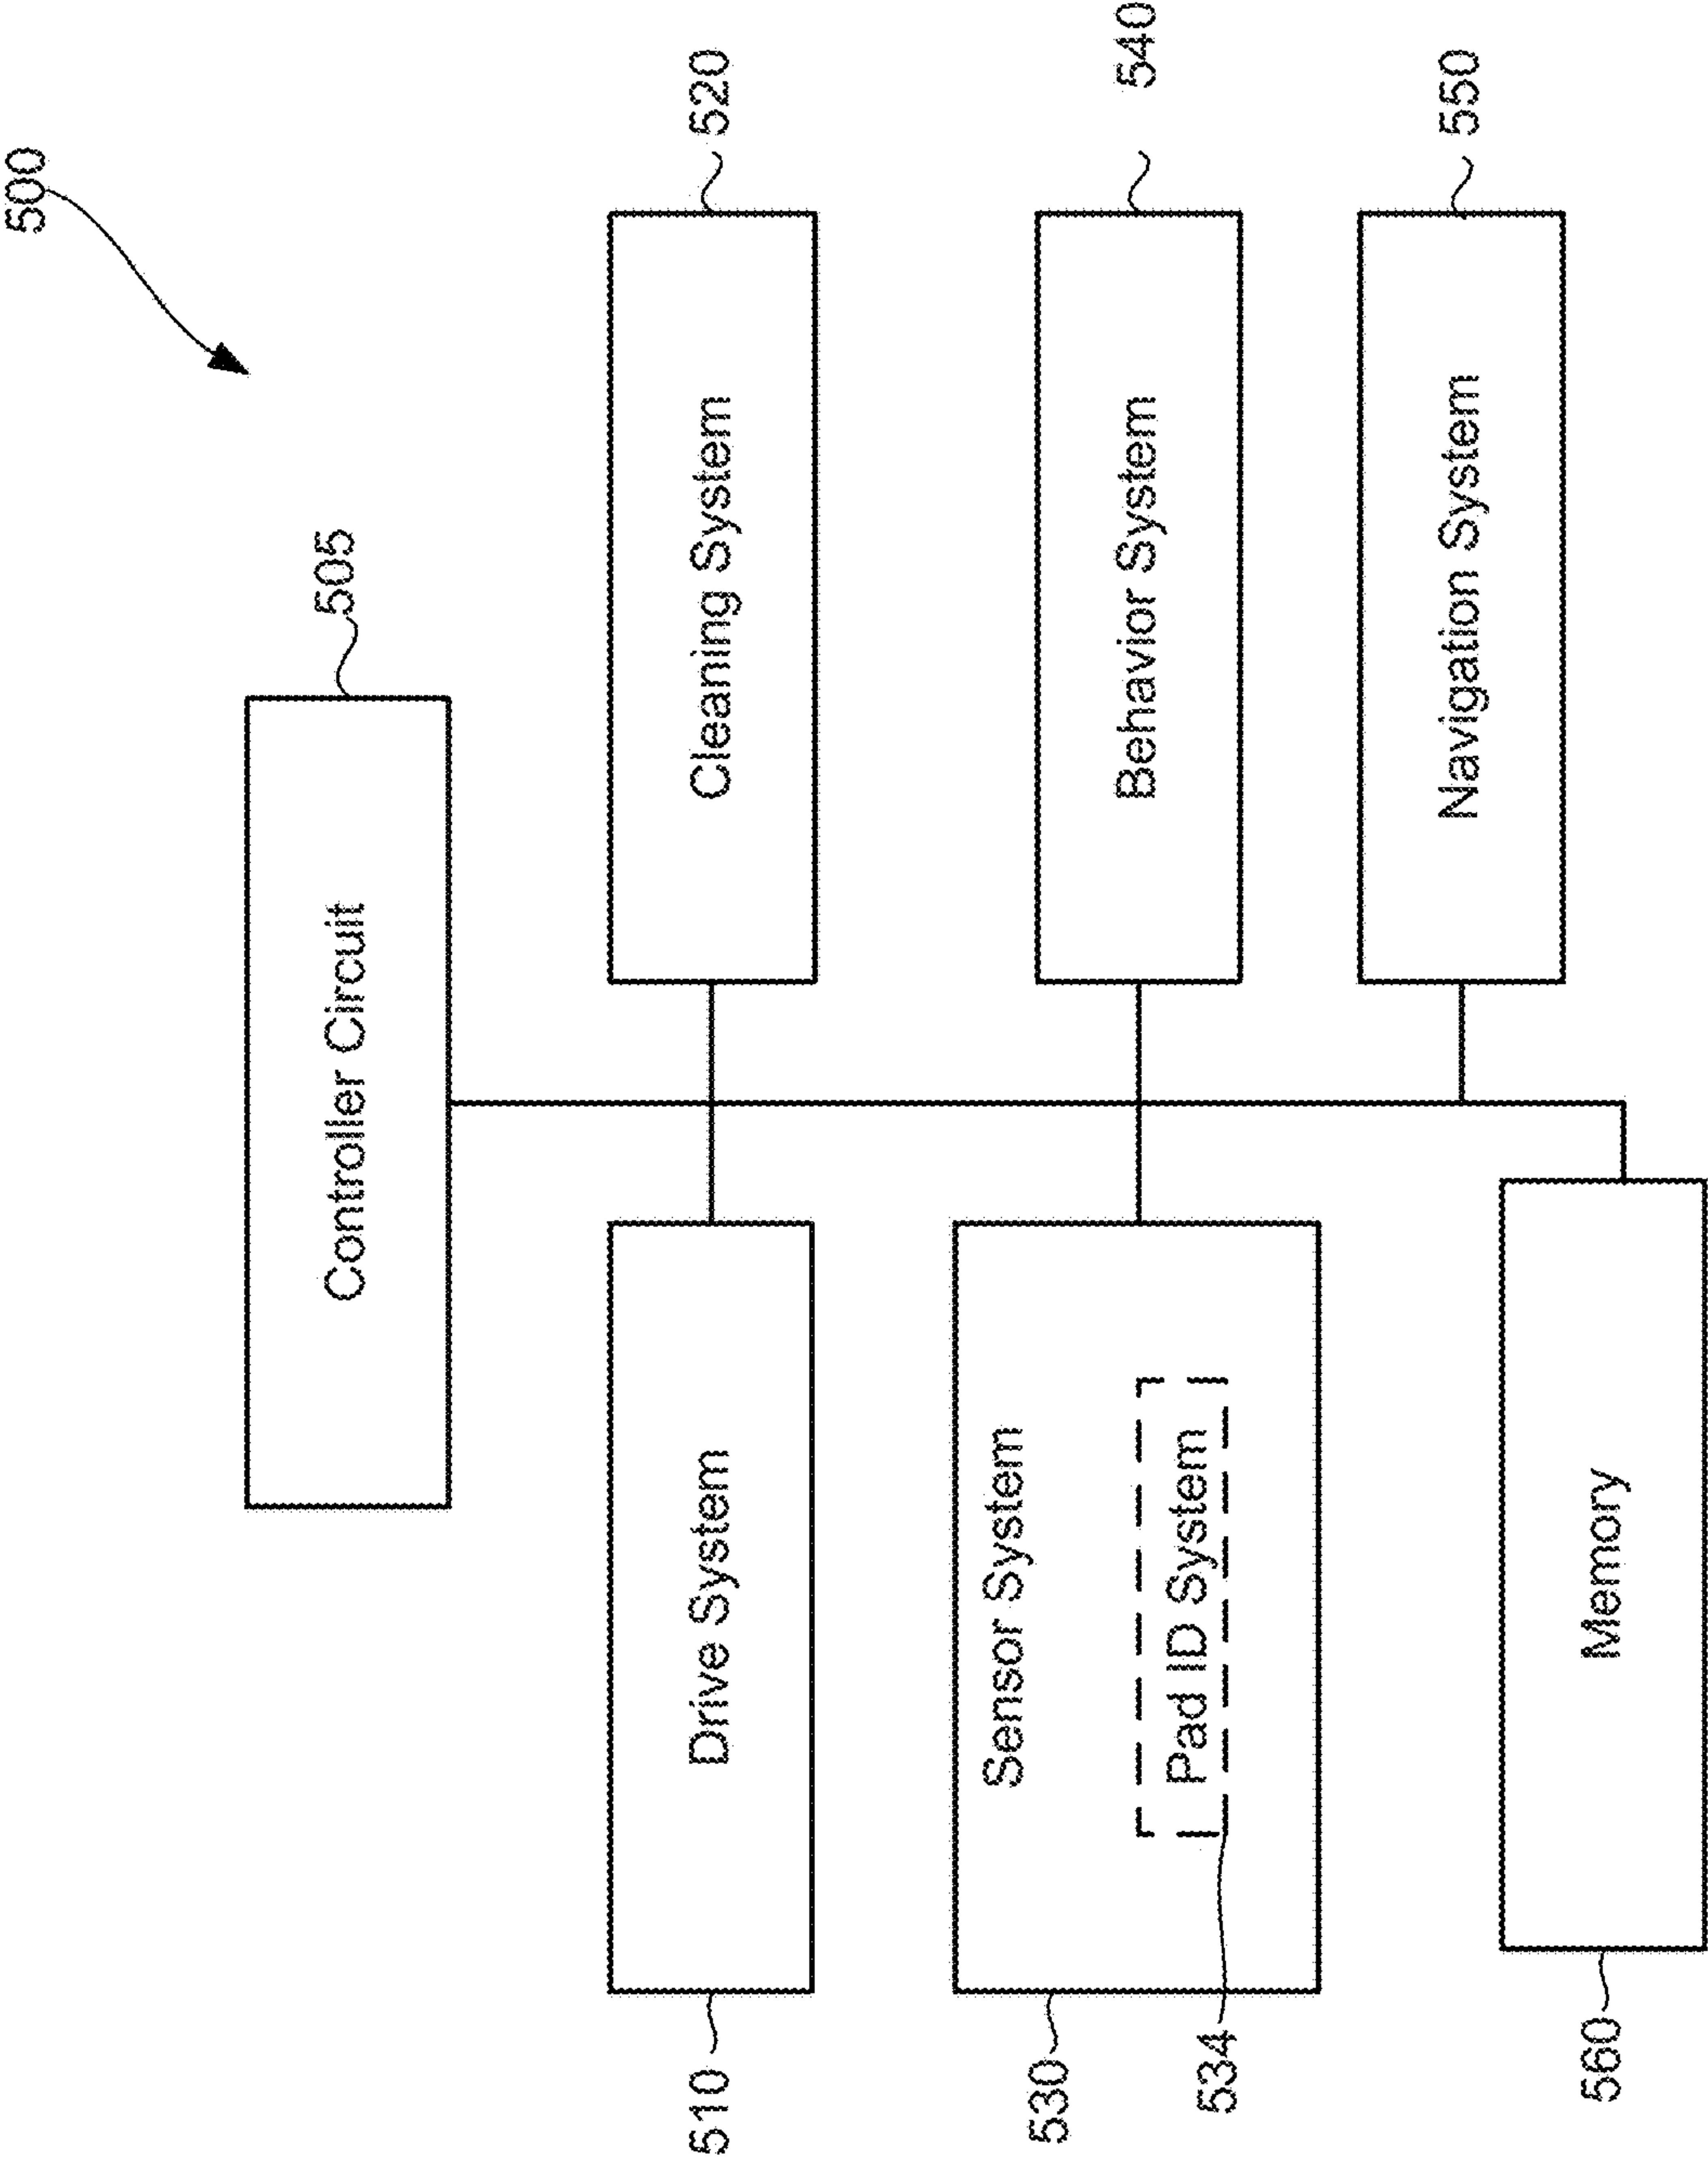 500
Controller Circuit
505
510
Drive System
Cleaning System
520
530
Sensor System
534
Pad ID System
Behavior System
540
Navigation System
550
560
Memory